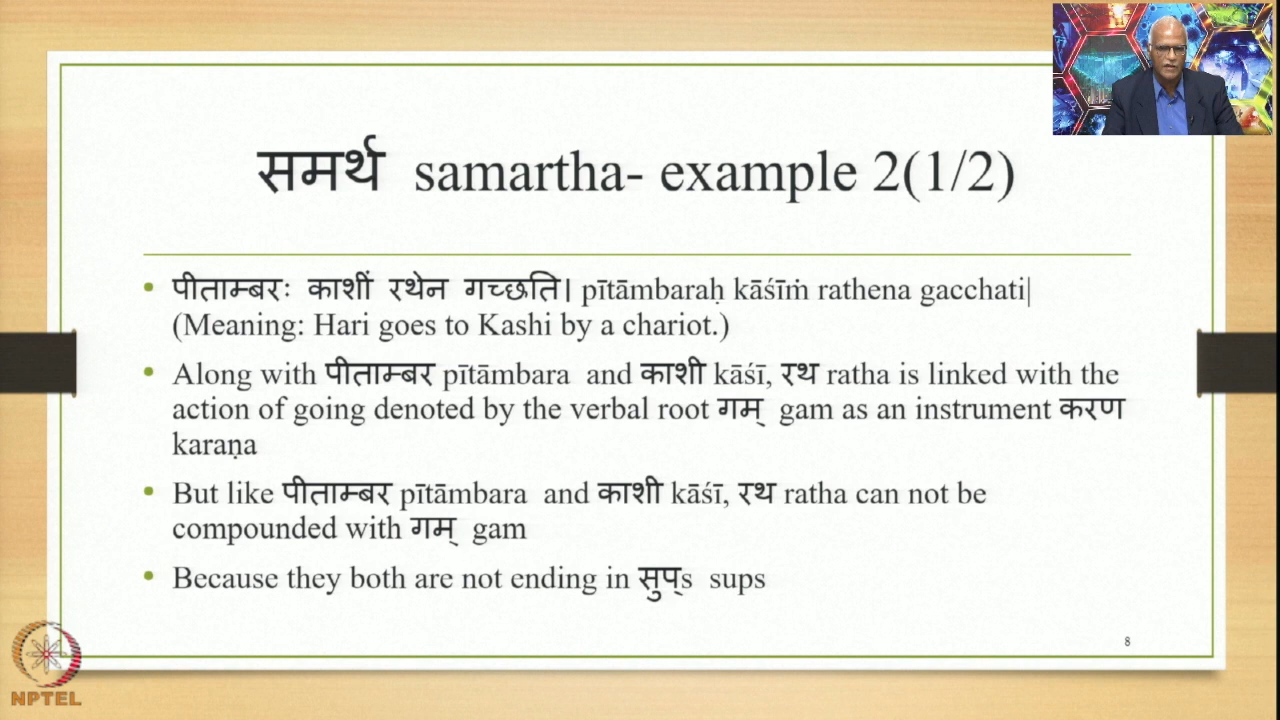 समर्थ samartha- example 2(1/2)
• पीताम्बरः काशीं रथेन गच्छति। pītāmbaraḥ kāśīṁ rathena gacchati|
(Meaning: Hari goes to Kashi by a chariot.)
• Along with पीताम्बर pītāmbara and काशी kāśī, रथ ratha is linked with the
action of going denoted by the verbal root गम् gam as an instrument करण
karaṇa
• But like पीताम्बर pītāmbara and काशी kāśī, रथ ratha can not be
compounded with गम् gam
• Because they both are not ending in सुप्s sups
8
NPTEL